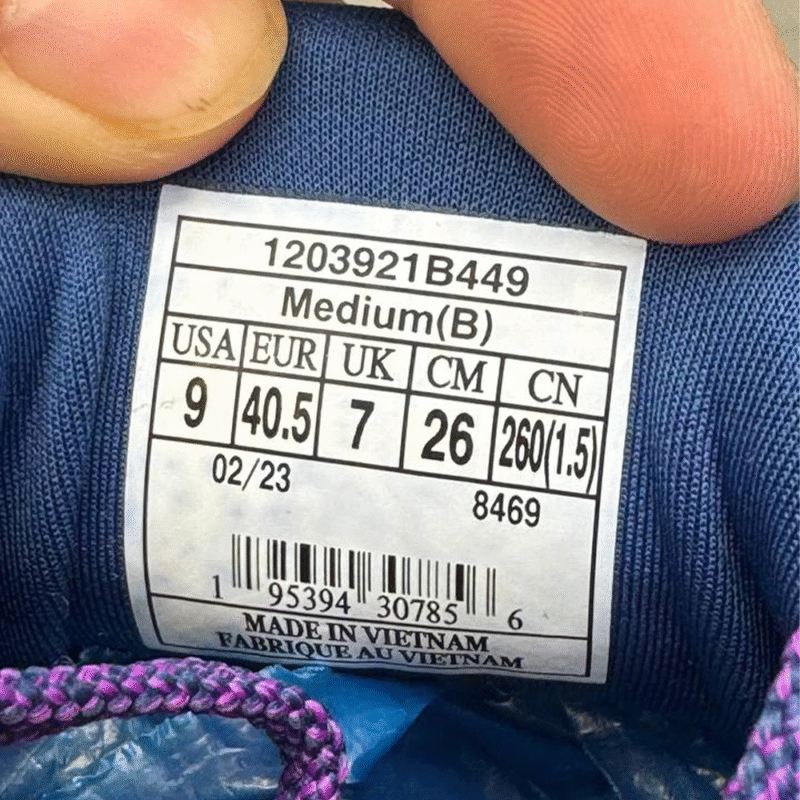 1203921B449
Medium(B)
USA EUR UK CM CN
9 40.5 7 26 260(1.5)
02/23 8469
1 95394 30785 6
MADE IN VIETNAM
FABRIQUE AU VIETNAM